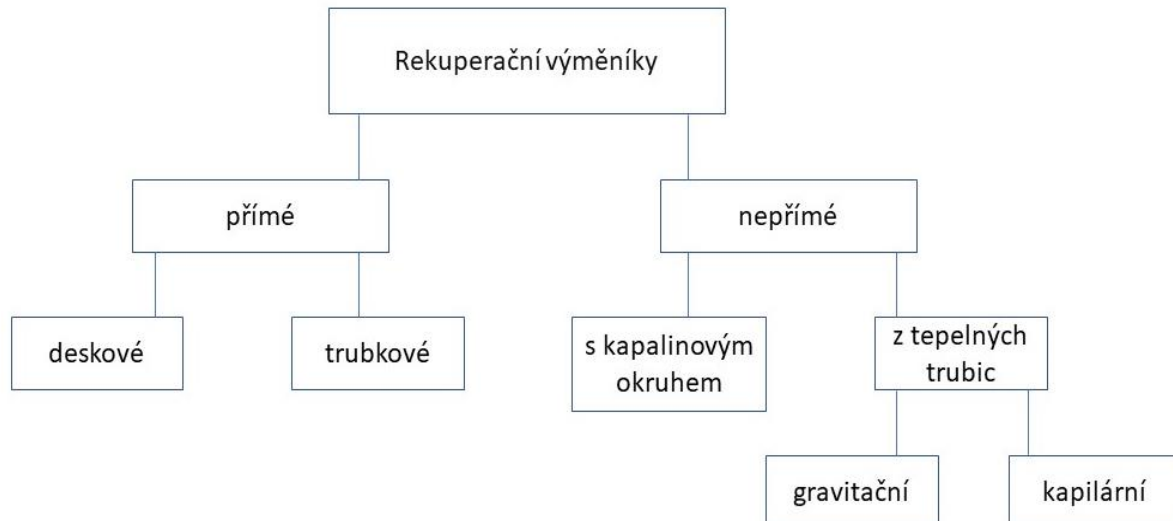 Rekuperační výměníky
přímé
nepřímé
deskové
trubkové
s kapalinovým
okruhem
z tepelných
trubic
gravitační
kapilární